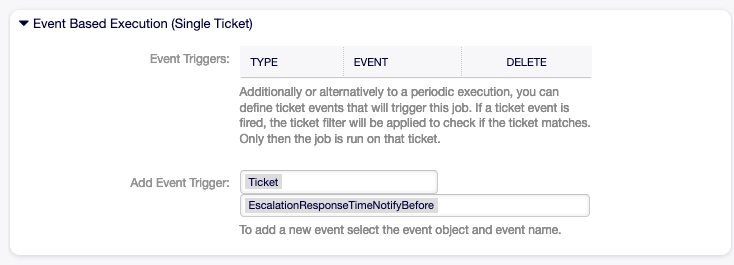 Event Based Execution (Single Ticket)
Event Triggers:
TYPE EVENT DELETE
Additionally or alternatively to a periodic execution, you can
define ticket events that will trigger this job. If a ticket event is
fired, the ticket filter will be applied to check if the ticket matches.
Only then the job is run on that ticket.
Add Event Trigger:
Ticket
EscalationResponseTimeNotifyBefore
To add a new event select the event object and event name.